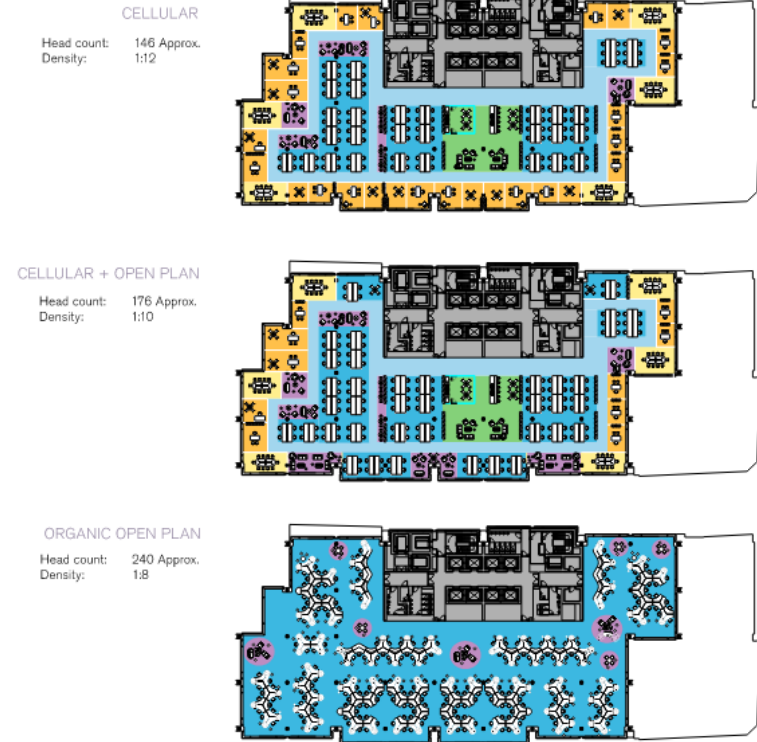 CELLULAR
Head count: 146 Approx.
Density: 1:12
CELLULAR + OPEN PLAN
Head count: 176 Approx.
Density: 1:10
ORGANIC OPEN PLAN
Head count: 240 Approx.
Density: 1:8